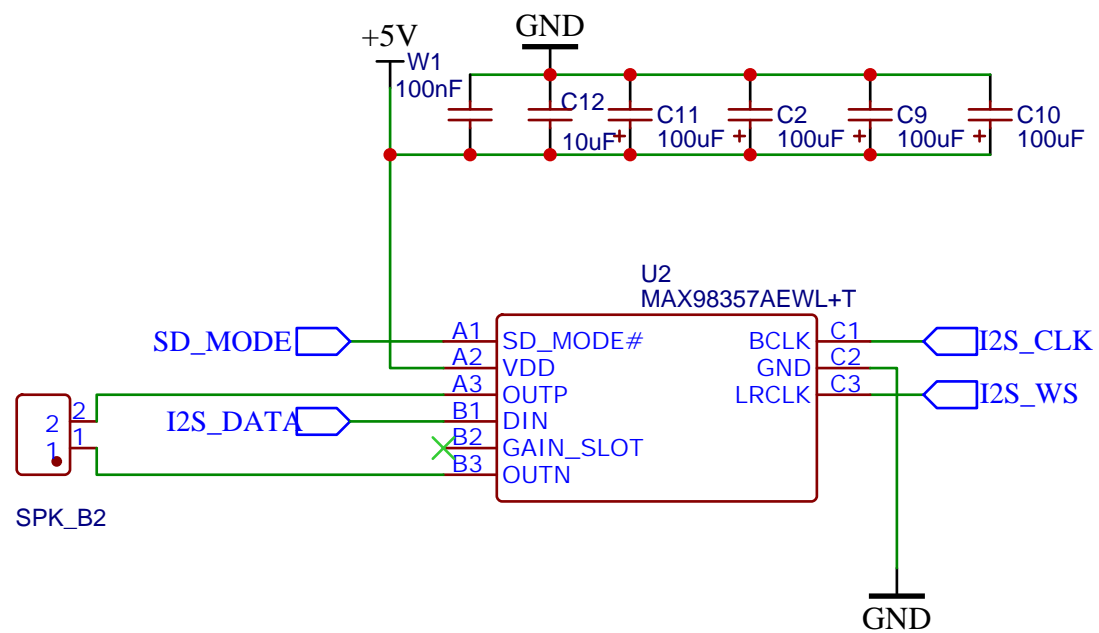 GND
+5V
W1
100nF
C12
10uF
C11
100uF
C2
100uF
C9
100uF
C10
100uF
U2
MAX98357AEWL+T
SD_MODE
A1
SD_MODE#
BCLK
C1
I2S_CLK
A2
VDD
GND
C2
A3
OUTP
LRCLK
C3
I2S_WS
I2S_DATA
B1
DIN
B2
GAIN_SLOT
B3
OUTN
2
2
1
1
SPK_B2
GND